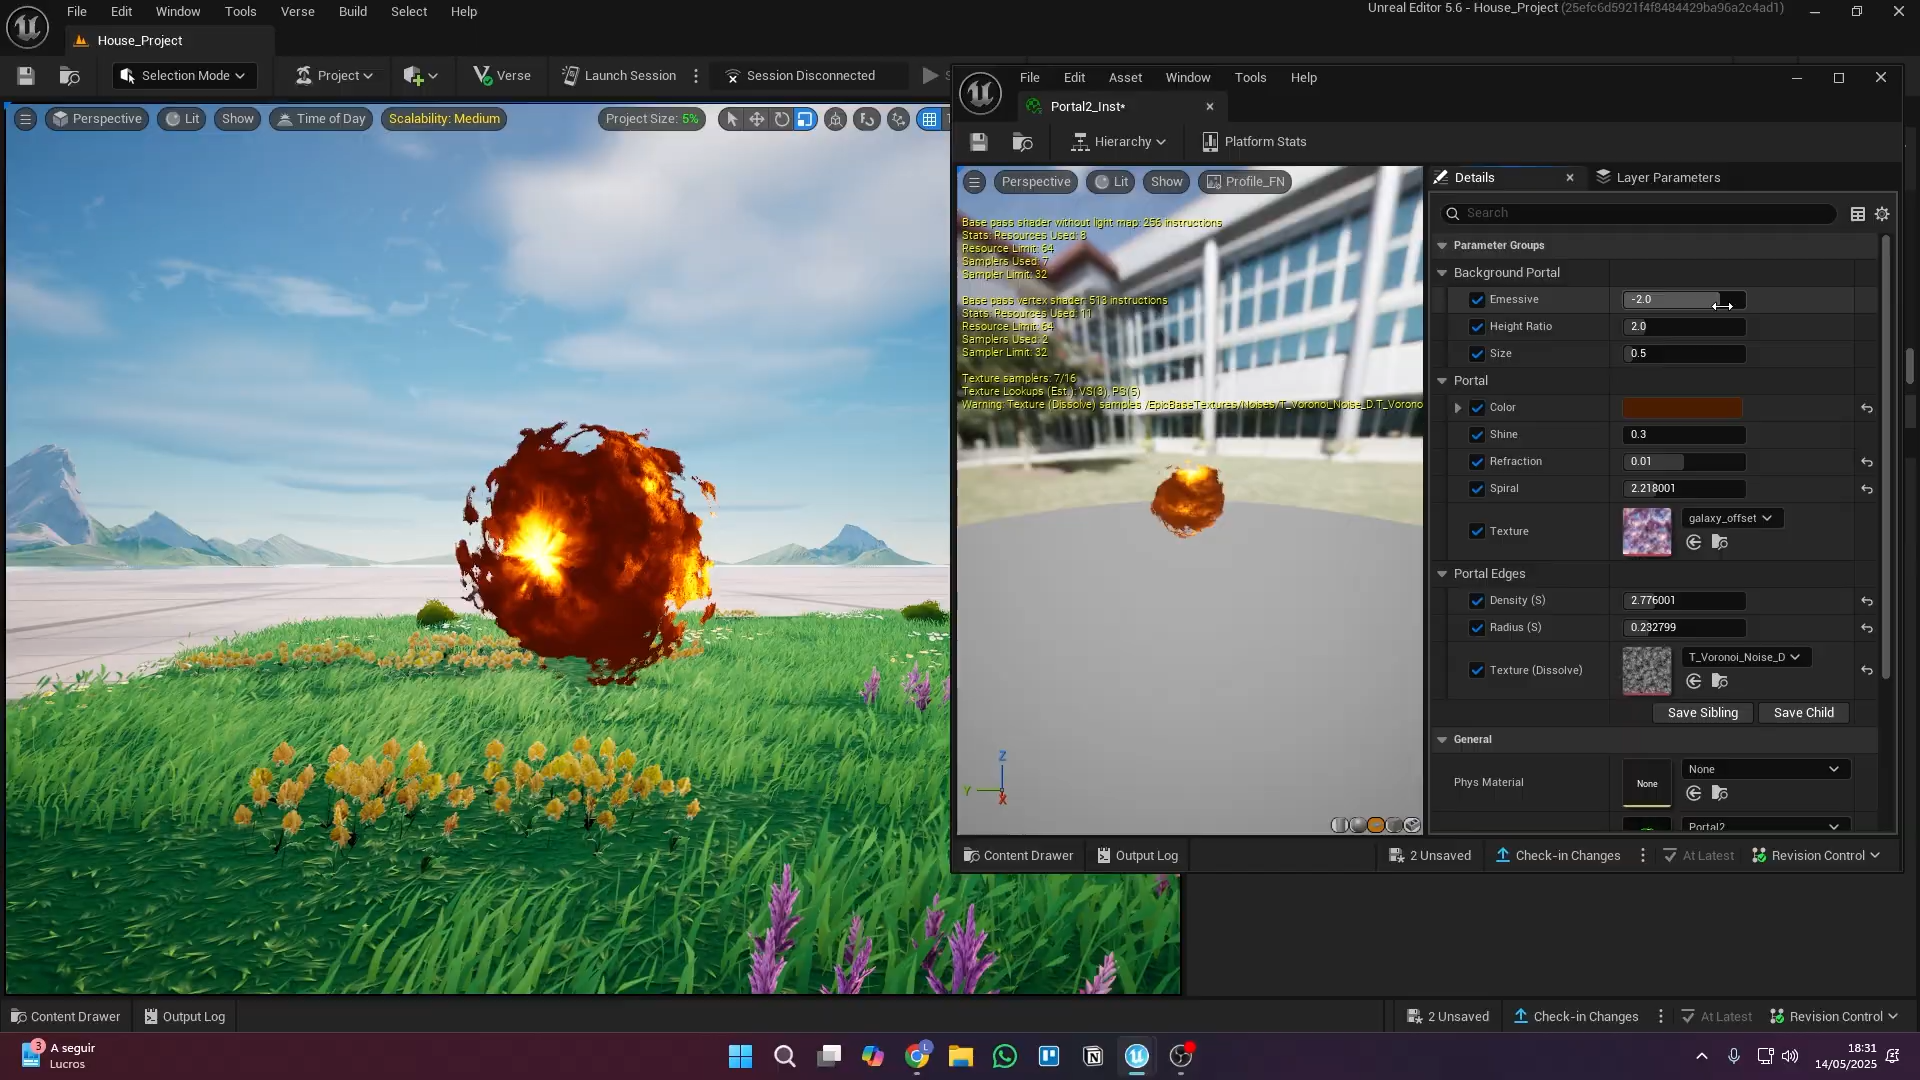 File Edit Window Tools Verse Build Select Help
Unreal Editor 5.6 - House_Project (25efc6d5921f4f8484429ba96a2c4ad1)
House_Project
Selection Mode
Project
Verse
Launch Session
Session Disconnected
Perspective
Lit
Show
Time of Day
Scalability: Medium
Project Size: 5%
File Edit Asset Window Tools Help
Portal2_Inst*
Hierarchy
Platform Stats
Perspective
Lit
Show
Profile_FN
Base pass shader without light map: 256 instructions
Stats: Resources Used: 8
Resource Limit: 64
Samplers Used: 7
Sampler Limit: 32
Base pass vertex shader: 513 instructions
Stats: Resources Used: 11
Resource Limit: 64
Samplers Used: 2
Sampler Limit: 32
Texture samplers: 7/16
Texture Lookups (Est.): VS(3), PS(5)
Warning: Texture (Dissolve) samples /EpicBaseTextures/Noises/T_Voronoi_Noise_D.T_Vorono
Z
Y
X
Details
Layer Parameters
Search
Parameter Groups
Background Portal
Emessive -2.0
Height Ratio 2.0
Size 0.5
Portal
Color
Shine 0.3
Refraction 0.01
Spiral 2.218001
Texture galaxy_offset
Portal Edges
Density (S) 2.776001
Radius (S) 0.232799
Texture (Dissolve) T_Voronoi_Noise_D
Save Sibling Save Child
General
Phys Material None None
Portal2
Content Drawer Output Log 2 Unsaved Check-in Changes At Latest Revision Control
Content Drawer Output Log 2 Unsaved Check-in Changes At Latest Revision Control
3
A seguir
Lucros
L
18:31
14/05/2025